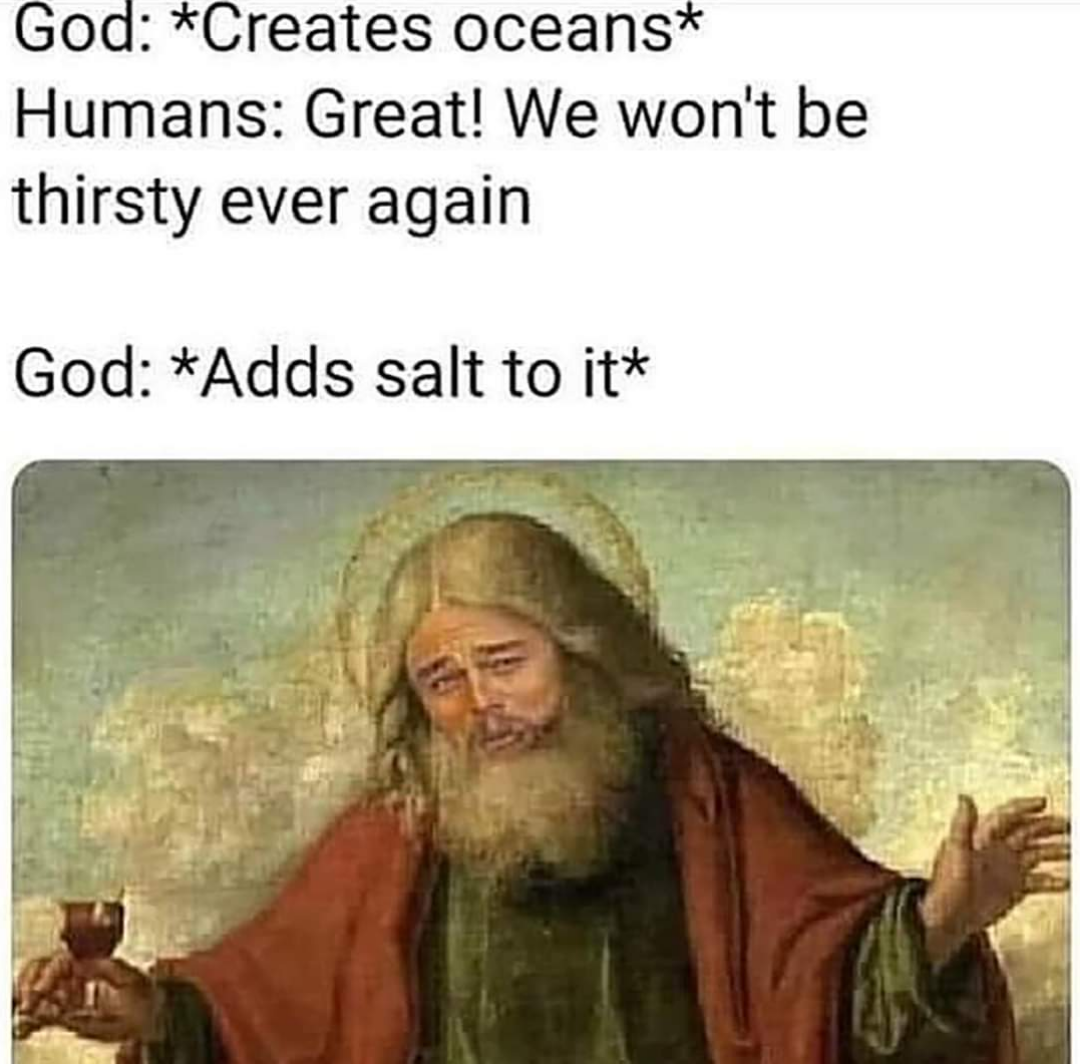 God: *Creates oceans*
Humans: Great! We won't be
thirsty ever again
God: *Adds salt to it*